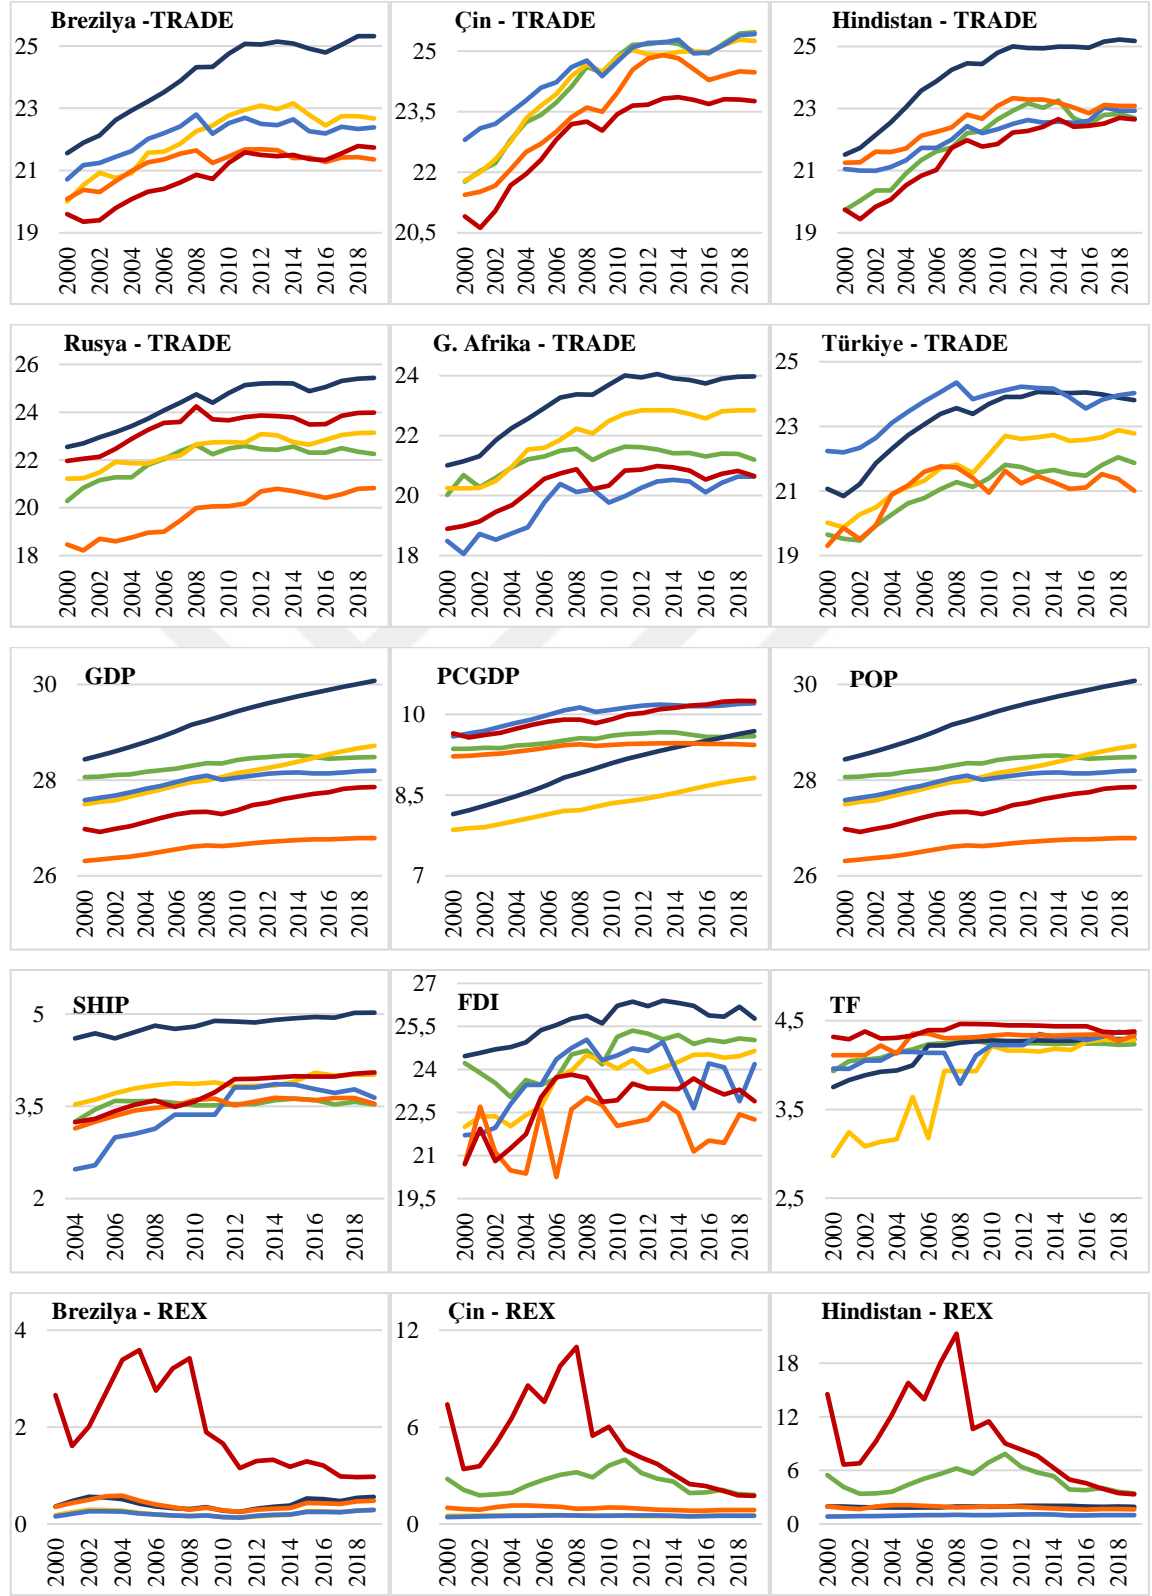 Brezilya -TRADE
25
23
21
19
2000 2002 2004 2006 2008 2010 2012 2014 2016 2018
Çin - TRADE
25
23,5
22
20,5
2000 2002 2004 2006 2008 2010 2012 2014 2016 2018
Hindistan - TRADE
25
23
21
19
2000 2002 2004 2006 2008 2010 2012 2014 2016 2018
Rusya - TRADE
26
24
22
20
18
2000 2002 2004 2006 2008 2010 2012 2014 2016 2018
G. Afrika - TRADE
24
22
20
18
2000 2002 2004 2006 2008 2010 2012 2014 2016 2018
Türkiye - TRADE
25
23
21
19
2000 2002 2004 2006 2008 2010 2012 2014 2016 2018
GDP
30
28
26
2000 2002 2004 2006 2008 2010 2012 2014 2016 2018
PCGDP
10
8,5
7
2000 2002 2004 2006 2008 2010 2012 2014 2016 2018
POP
30
28
26
2000 2002 2004 2006 2008 2010 2012 2014 2016 2018
SHIP
5
3,5
2
2004 2006 2008 2010 2012 2014 2016 2018
FDI
27
25,5
24
22,5
21
19,5
2000 2002 2004 2006 2008 2010 2012 2014 2016 2018
TF
4,5
3,5
2,5
2000 2002 2004 2006 2008 2010 2012 2014 2016 2018
Brezilya - REX
4
2
0
2000 2002 2004 2006 2008 2010 2012 2014 2016 2018
Çin - REX
12
6
0
2000 2002 2004 2006 2008 2010 2012 2014 2016 2018
Hindistan - REX
18
12
6
0
2000 2002 2004 2006 2008 2010 2012 2014 2016 2018